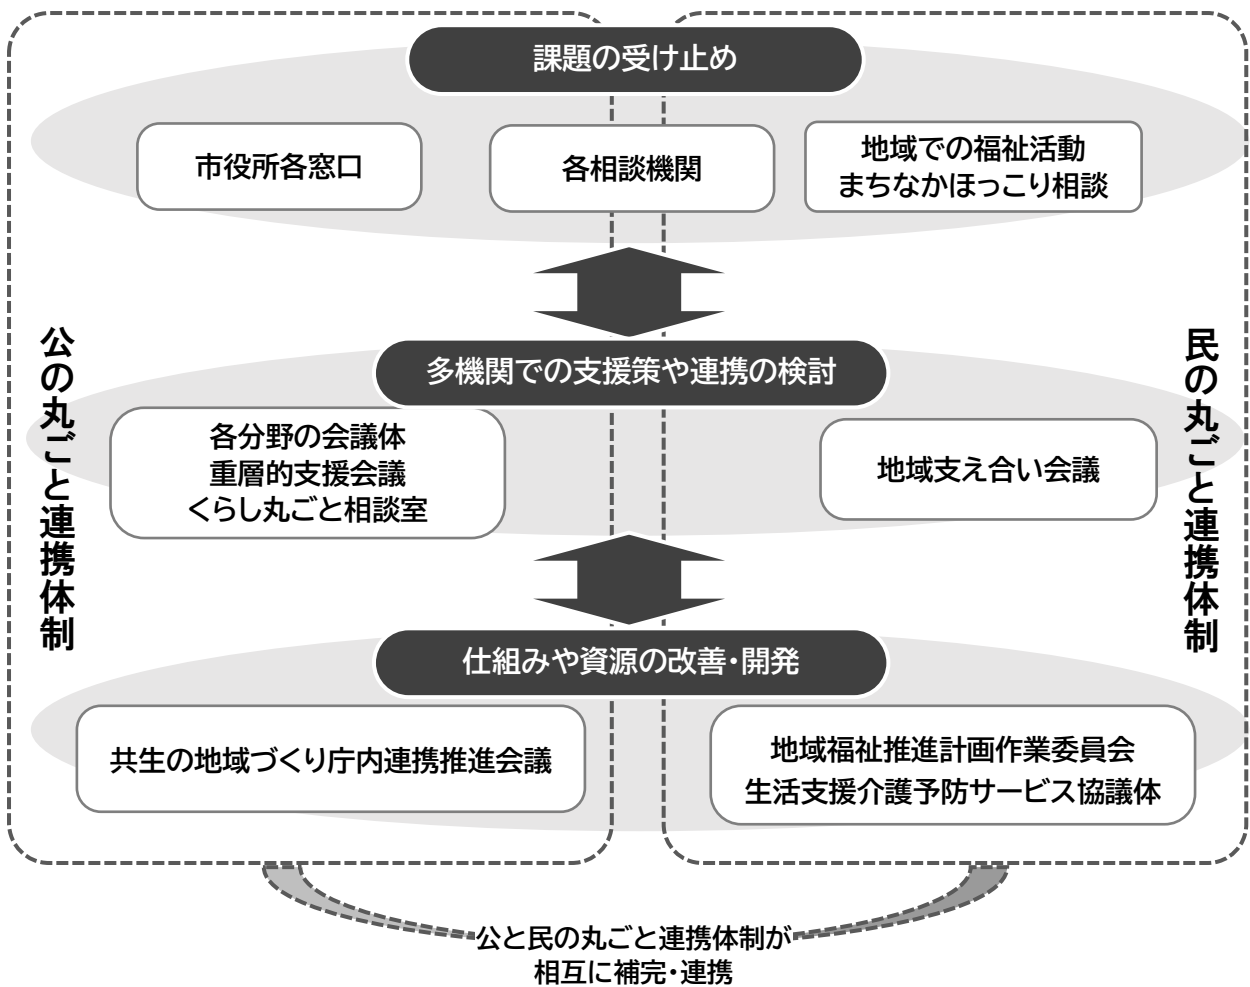 課題の受け止め
市役所各窓口
各相談機関
地域での福祉活動
まちなかほっこり相談
公の丸ごと連携体制
民の丸ごと連携体制
多機関での支援策や連携の検討
各分野の会議体
重層的支援会議
くらし丸ごと相談室
地域支え合い会議
仕組みや資源の改善・開発
共生の地域づくり庁内連携推進会議
地域福祉推進計画作業委員会
生活支援介護予防サービス協議体
公と民の丸ごと連携体制が
相互に補完・連携